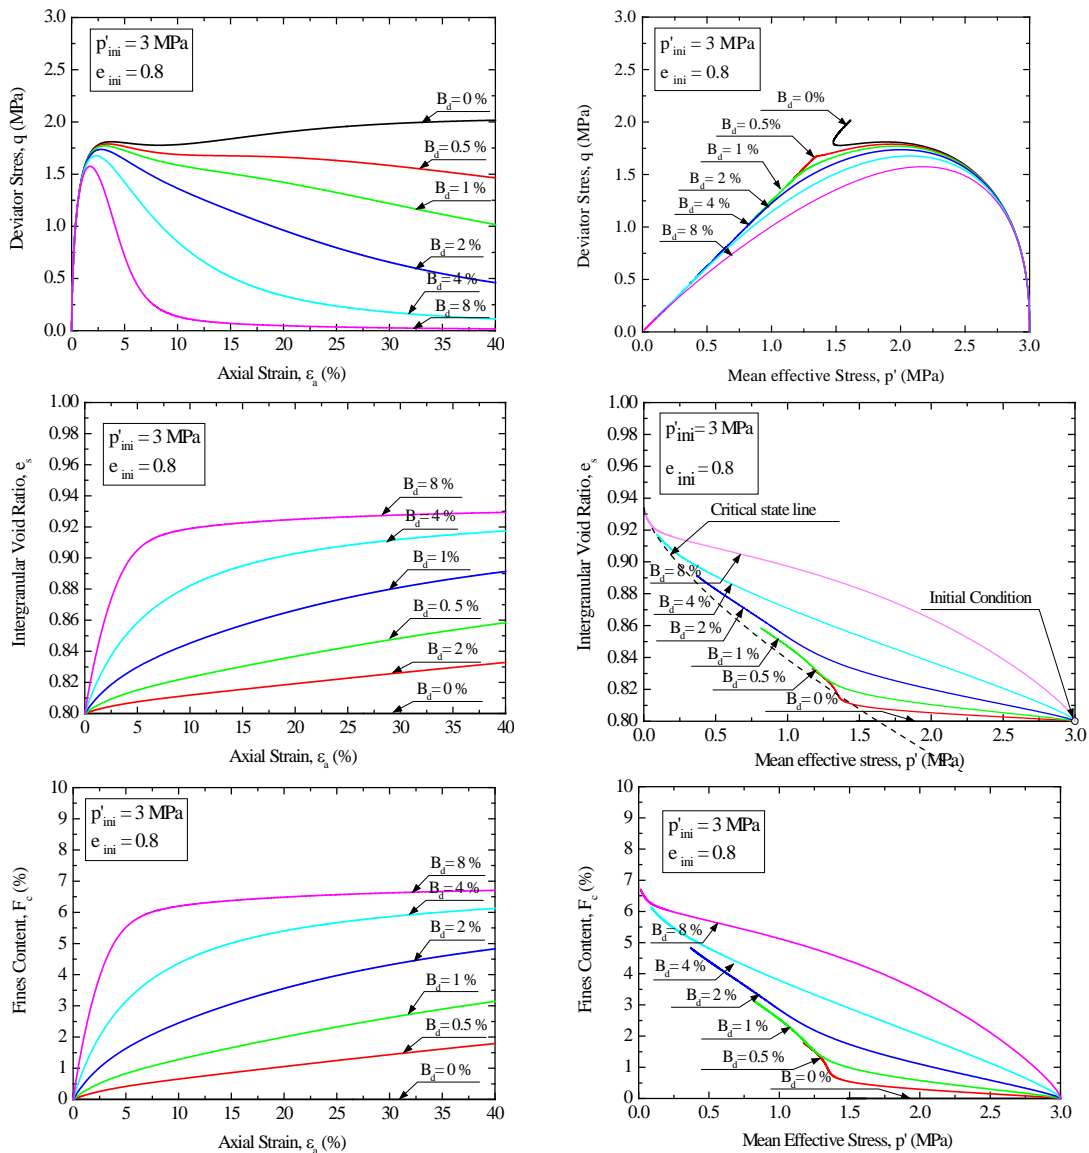 p'ini = 3 MPa
e ini = 0.8
Bd= 0 %
Bd= 0.5 %
Bd= 1 %
Bd= 2 %
Bd= 4 %
Bd= 8 %
3.0
2.5
2.0
1.5
1.0
0.5
0.0
0 5 10 15 20 25 30 35 40
Deviator Stres, q (MPa)
Axial Strain, εa (%)
p'ini = 3 MPa
e ini = 0.8
Bd= 0%
Bd= 0.5%
Bd= 1 %
Bd= 2 %
Bd= 4 %
Bd= 8 %
3.0
2.5
2.0
1.5
1.0
0.5
0.0
0.0 0.5 1.0 1.5 2.0 2.5 3.0
Deviator Stres, q (MPa)
Mean effective Stress, p' (MPa)
p'ini = 3 MPa
e ini = 0.8
Bd= 8 %
Bd= 4 %
Bd= 1%
Bd= 0.5 %
Bd= 2 %
Bd= 0 %
1.00
0.98
0.96
0.94
0.92
0.90
0.88
0.86
0.84
0.82
0.80
0 5 10 15 20 25 30 35 40
Intergranular Void Ratio, es
Axial Strain, εa (%)
p'ini= 3 MPa
e ini = 0.8
Critical state line
Initial Condition
Bd= 8%
Bd= 4 %
Bd= 2 %
Bd= 1 %
Bd= 0.5 %
Bd= 0 %
1.00
0.98
0.96
0.94
0.92
0.90
0.88
0.86
0.84
0.82
0.80
0.0 0.5 1.0 1.5 2.0 2.5 3.0
Intergranular Void Ratio, es
Mean effective stress, p' (MPa)
p'ini = 3 MPa
e ini = 0.8
Bd= 8 %
Bd= 4 %
Bd= 2 %
Bd= 1 %
Bd= 0.5 %
Bd= 0 %
10
9
8
7
6
5
4
3
2
1
0
0 5 10 15 20 25 30 35 40
Fines Content, Fc (%)
Axial Strain, εa (%)
p'ini = 3 MPa
e ini = 0.8
Bd= 8 %
Bd= 4 %
Bd= 2 %
Bd= 1 %
Bd= 0.5 %
Bd= 0 %
10
9
8
7
6
5
4
3
2
1
0
0.0 0.5 1.0 1.5 2.0 2.5 3.0
Fines Content, Fc (%)
Mean Effective Stress, p' (MPa)